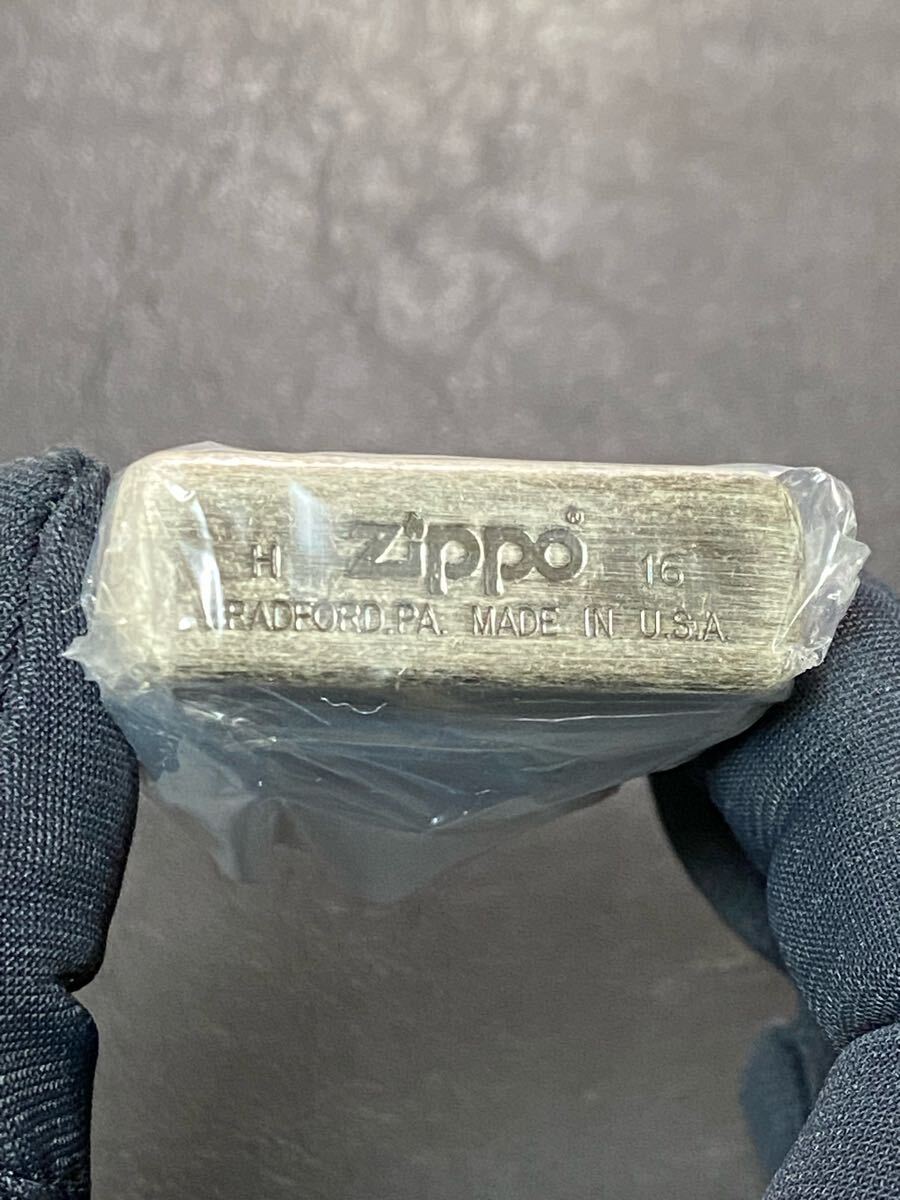 H Zippo® 16
BRADFORD.PA. MADE IN U.S.A.